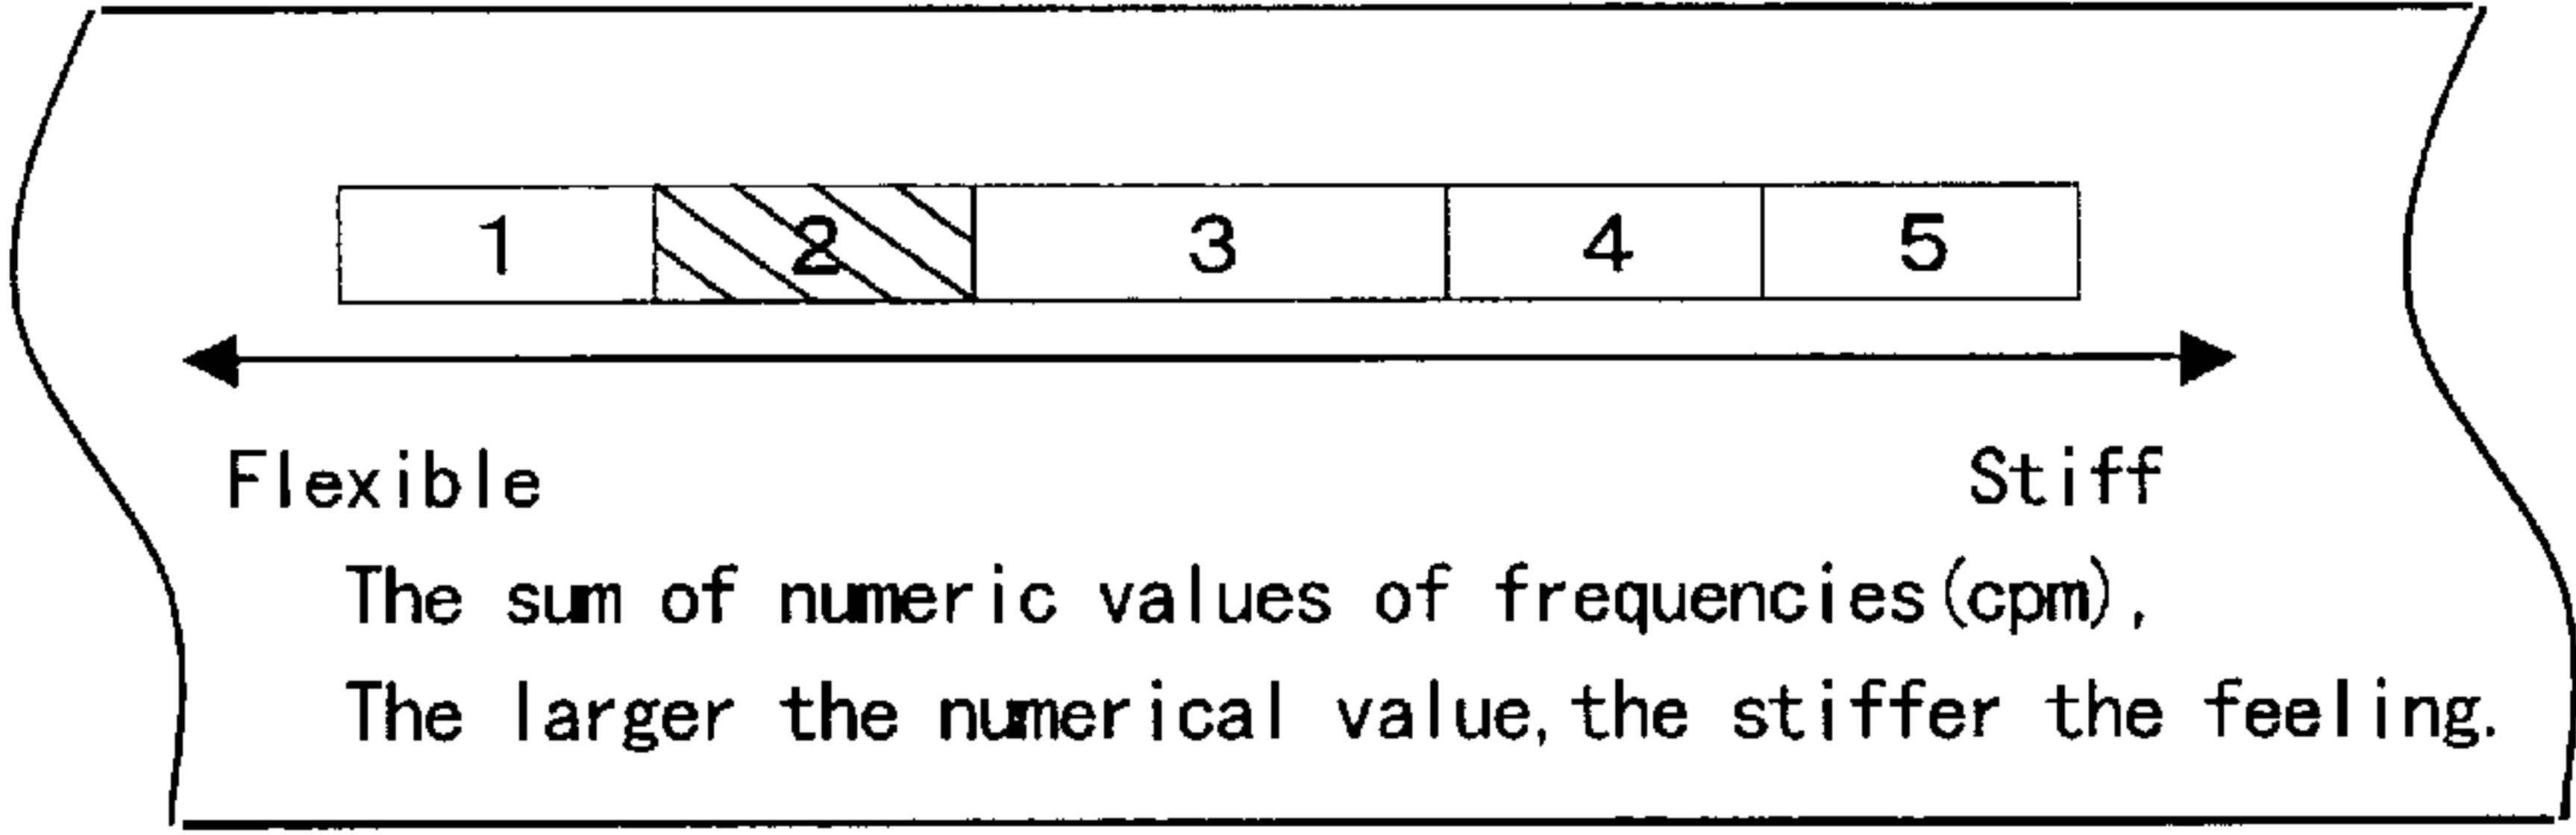 1 2 3 4 5
Flexible Stiff
The sum of numeric values of frequencies(cpm),
The larger the numerical value,the stiffer the feeling.